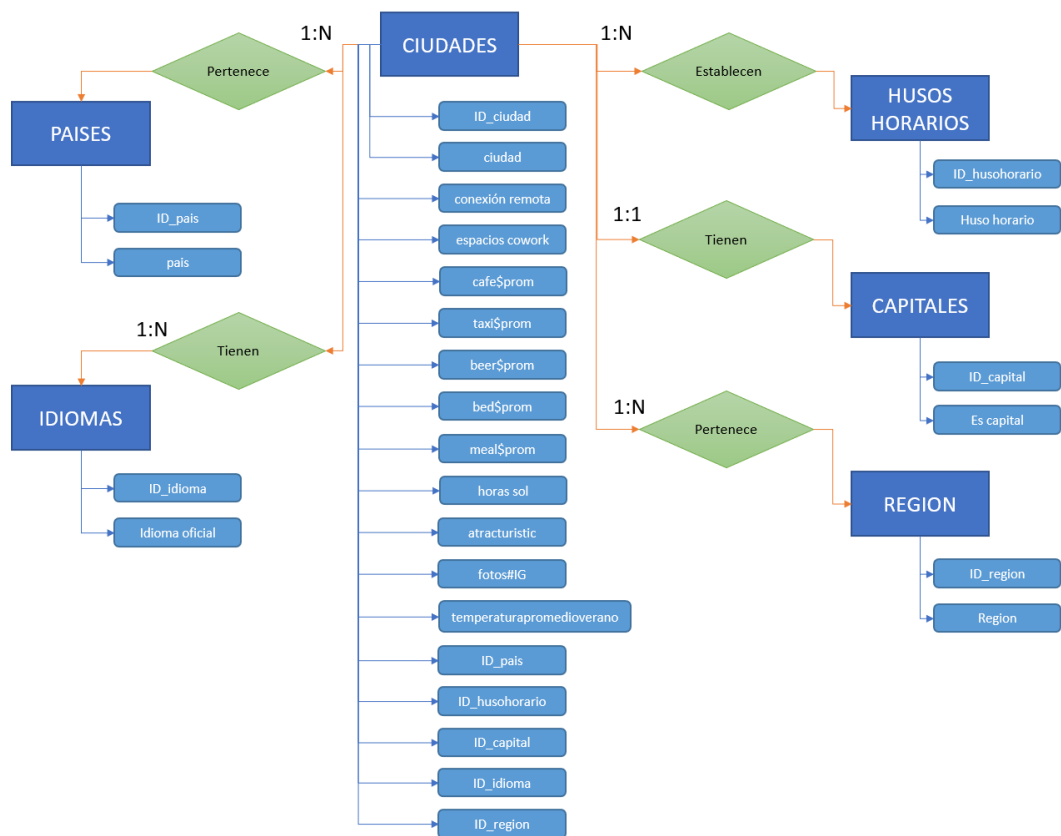 1:N
CIUDADES
1:N
Pertenece
Establecen
PAISES
HUSOS
HORARIOS
ID_ciudad
ciudad
ID_husohorario
conexión remota
ID_pais
Huso horario
1:1
espacios cowork
Tienen
pais
cafe$prom
CAPITALES
taxi$prom
1:N
Tienen
beer$prom
ID_capital
bed$prom
1:N
IDIOMAS
Es capital
Pertenece
meal$prom
ID_idioma
horas sol
REGION
Idioma oficial
atracturistic
fotos#IG
ID_region
temperaturapromedioverano
Region
ID_pais
ID_husohorario
ID_capital
ID_idioma
ID_region